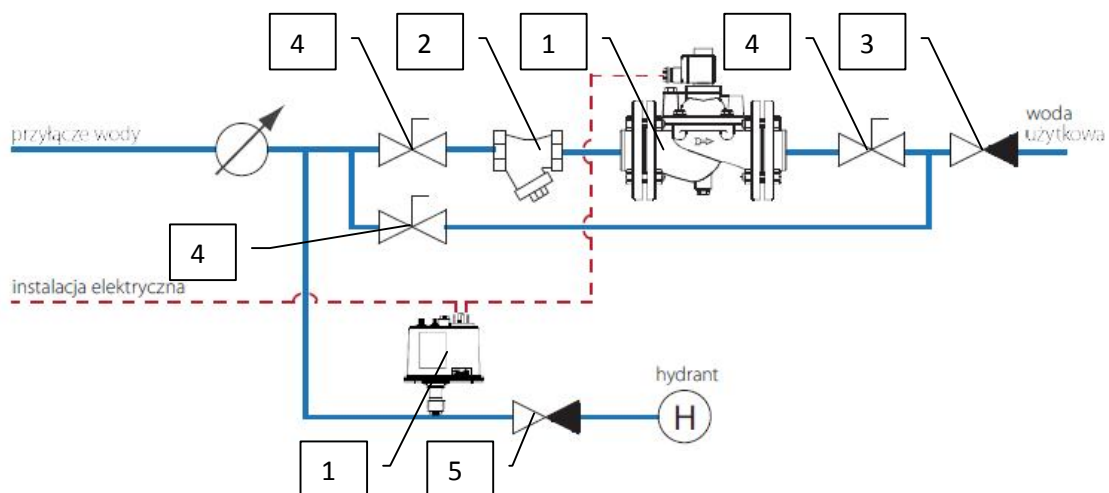 4
2
1
4
3
przyłącze wody
woda
użytkowa
4
instalacja elektryczna
hydrant
H
1
5